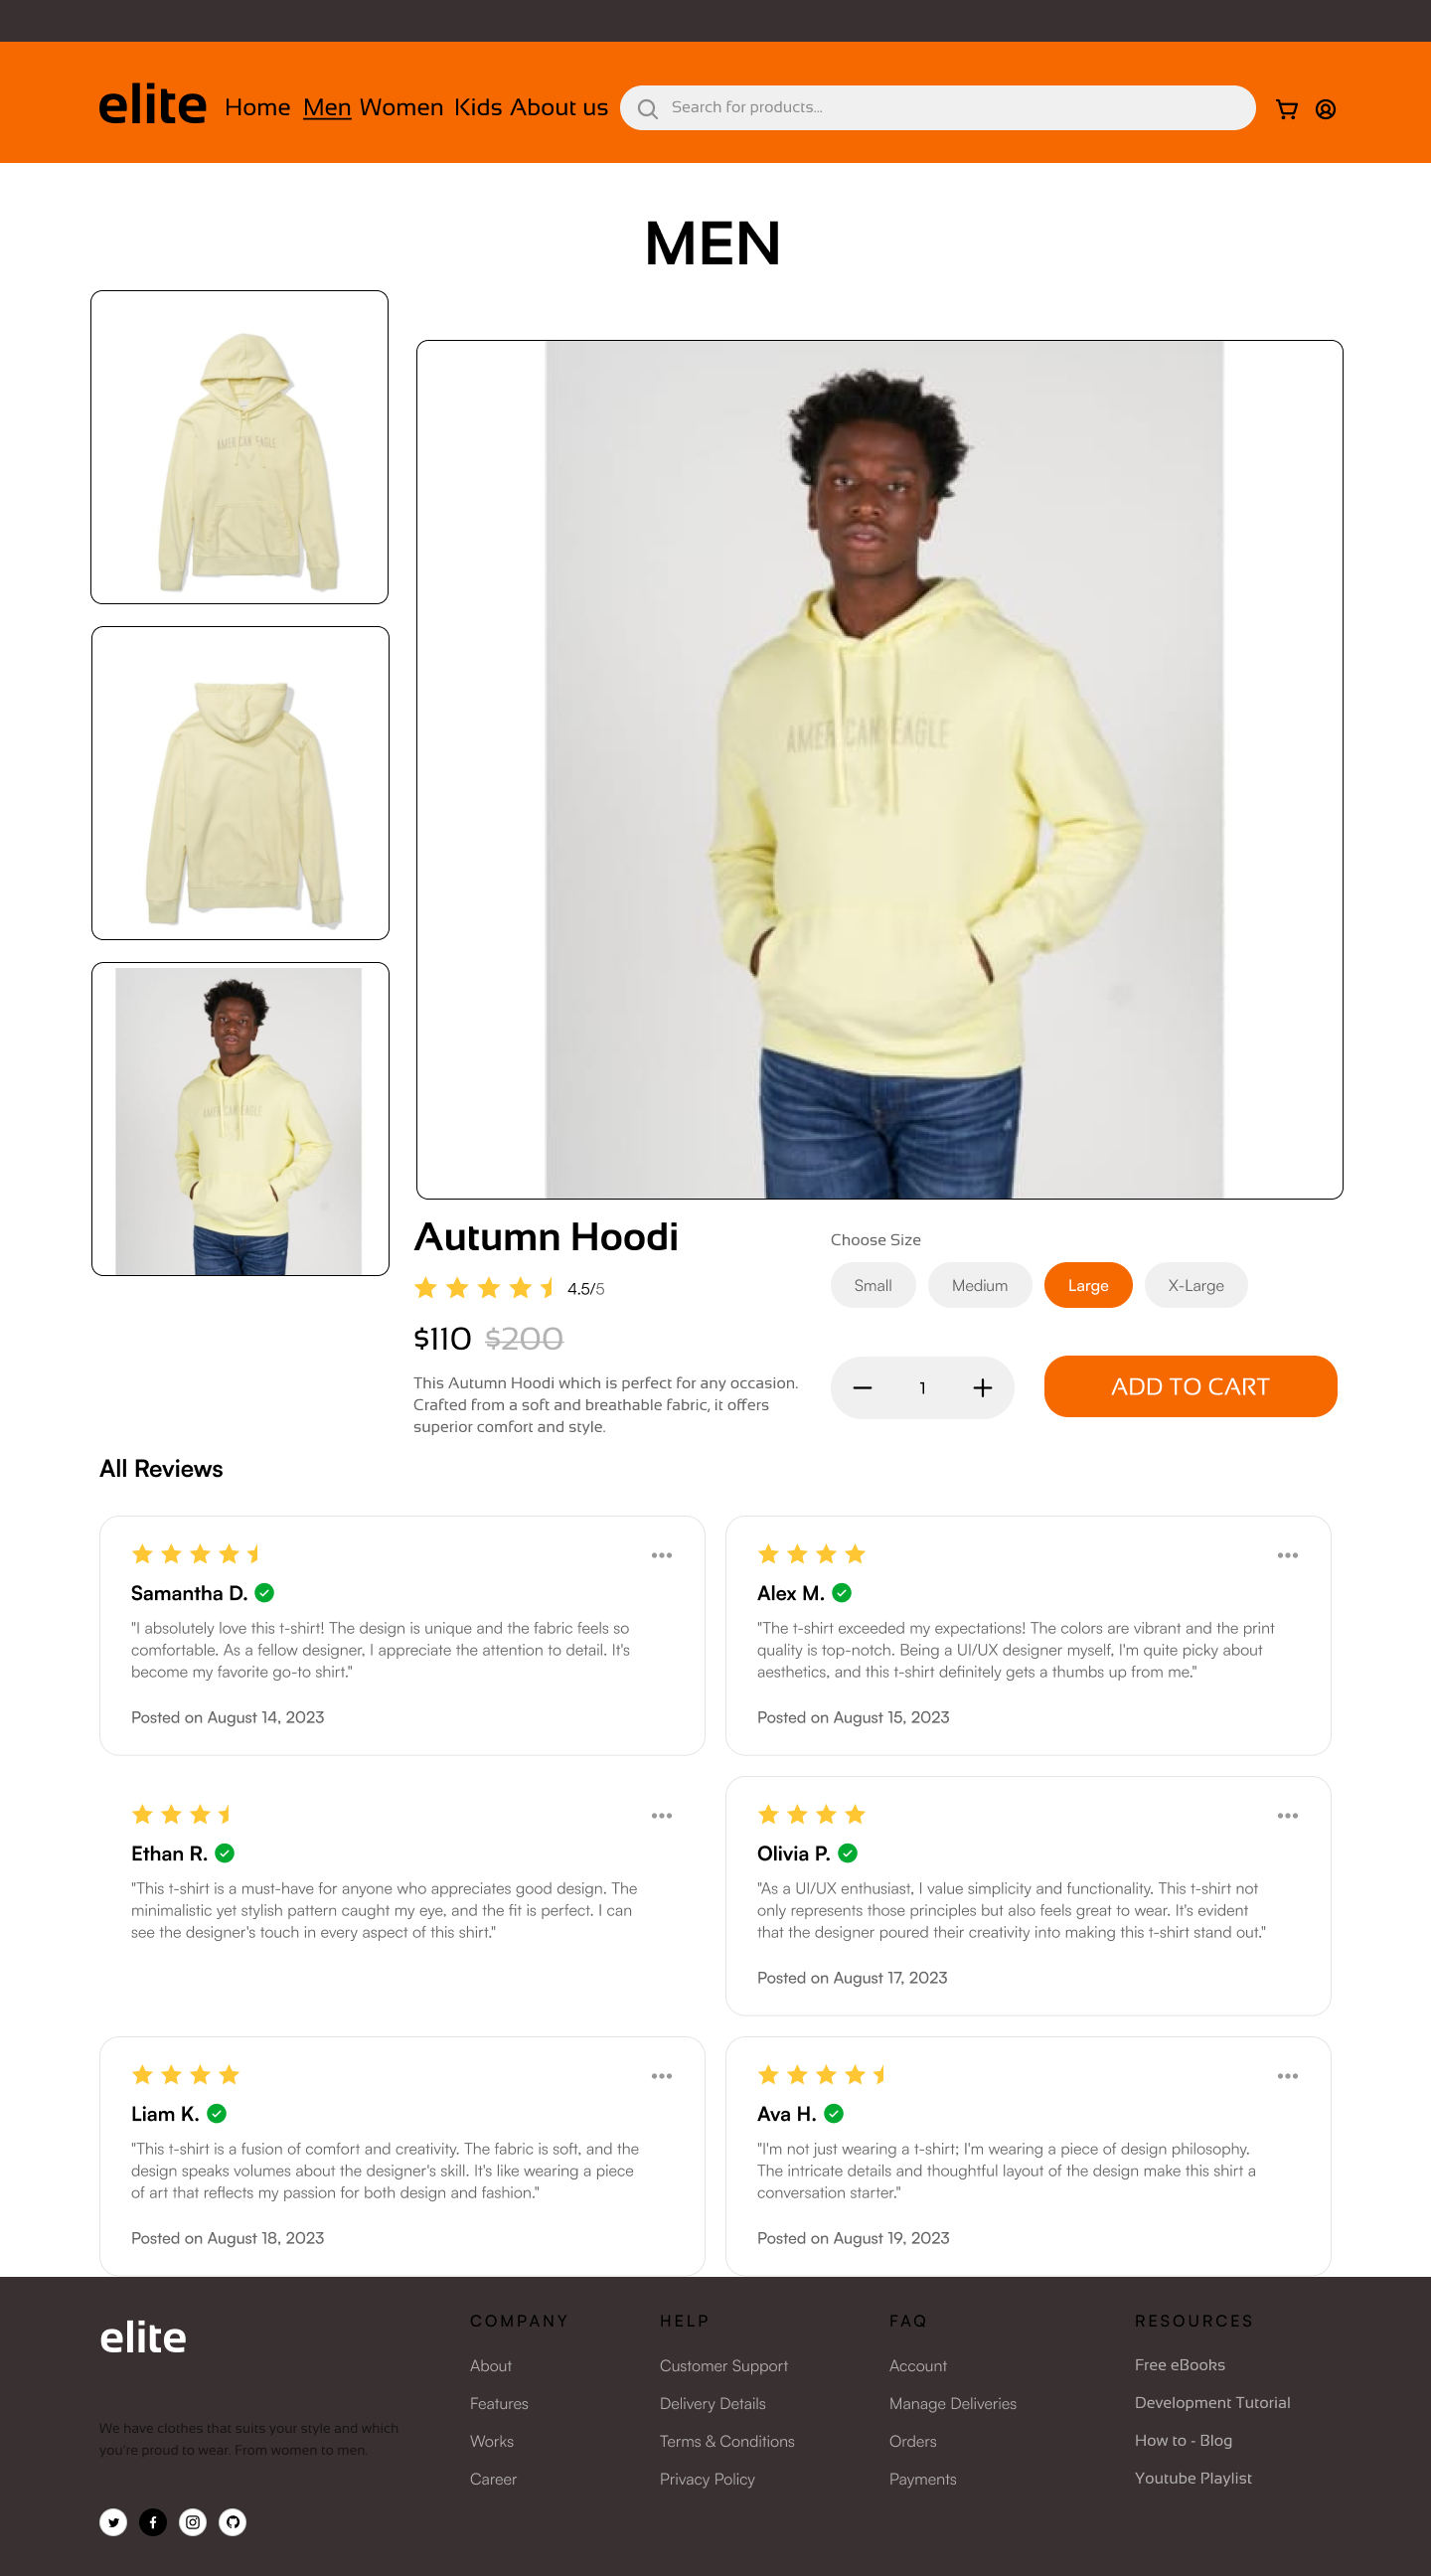 elite Home Men Women Kids About us Search for products...
MEN
AMERICAN EAGLE
AMERICAN EAGLE
AMERICAN EAGLE
Autumn Hoodi
4.5/5
$110 $200
This Autumn Hoodi which is perfect for any occasion.
Crafted from a soft and breathable fabric, it offers
superior comfort and style.
Choose Size
Small Medium Large X-Large
1 ADD TO CART
All Reviews
Samantha D.
"I absolutely love this t-shirt! The design is unique and the fabric feels so
comfortable. As a fellow designer, I appreciate the attention to detail. It's
become my favorite go-to shirt."
Posted on August 14, 2023
Alex M.
"The t-shirt exceeded my expectations! The colors are vibrant and the print
quality is top-notch. Being a UI/UX designer myself, I'm quite picky about
aesthetics, and this t-shirt definitely gets a thumbs up from me."
Posted on August 15, 2023
Ethan R.
"This t-shirt is a must-have for anyone who appreciates good design. The
minimalistic yet stylish pattern caught my eye, and the fit is perfect. I can
see the designer's touch in every aspect of this shirt."
Olivia P.
"As a UI/UX enthusiast, I value simplicity and functionality. This t-shirt not
only represents those principles but also feels great to wear. It's evident
that the designer poured their creativity into making this t-shirt stand out."
Posted on August 17, 2023
Liam K.
"This t-shirt is a fusion of comfort and creativity. The fabric is soft, and the
design speaks volumes about the designer's skill. It's like wearing a piece
of art that reflects my passion for both design and fashion."
Posted on August 18, 2023
Ava H.
"I'm not just wearing a t-shirt; I'm wearing a piece of design philosophy.
The intricate details and thoughtful layout of the design make this shirt a
conversation starter."
Posted on August 19, 2023
elite
We have clothes that suits your style and which
you're proud to wear. From women to men.
COMPANY
About
Features
Works
Career
HELP
Customer Support
Delivery Details
Terms & Conditions
Privacy Policy
FAQ
Account
Manage Deliveries
Orders
Payments
RESOURCES
Free eBooks
Development Tutorial
How to - Blog
Youtube Playlist